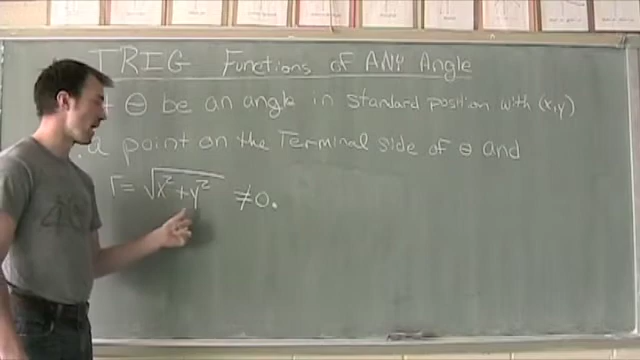 TRIG Functions of ANY Angle
θ be an angle in standard position with (x,y)
a point on the Terminal side of θ and
r = √x²+y² ≠ 0.